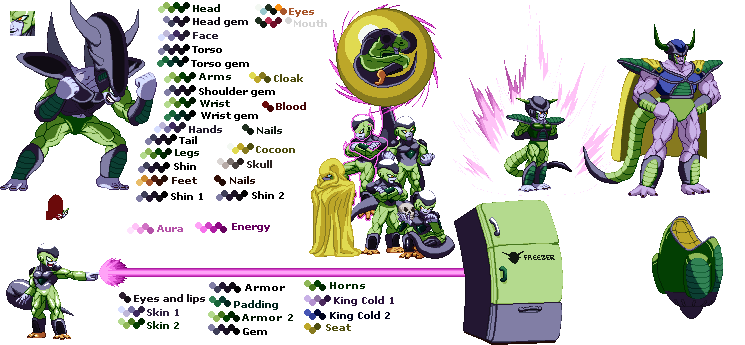 Head
Eyes
Head gem
Mouth
Face
Torso
Torso gem
Arms
Cloak
Shoulder gem
Wrist
Blood
Wrist gem
Hands
Nails
Tail
Legs
Cocoon
Shin
Skull
Feet
Nails
Shin 1
Shin 2
Aura
Energy
FREEZER
Eyes and lips
Skin 1
Skin 2
Armor
Padding
Armor 2
Gem
Horns
King Cold 1
King Cold 2
Seat